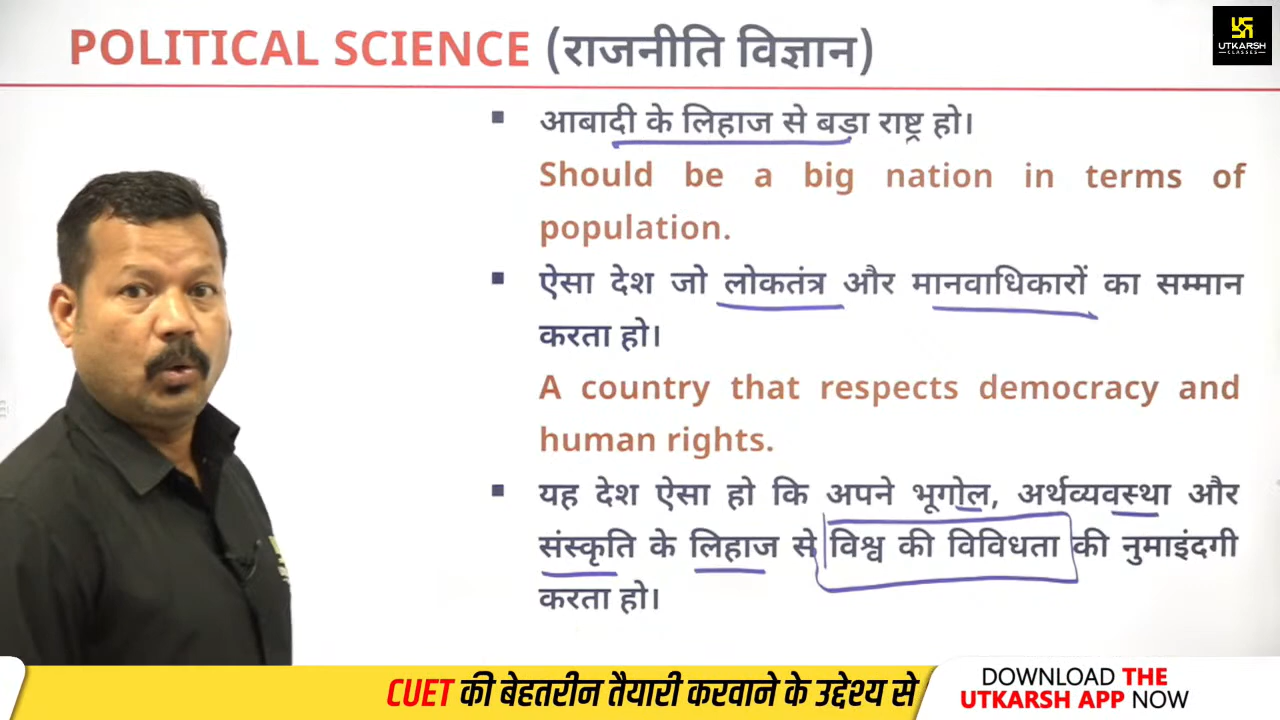 POLITICAL SCIENCE (राजनीति विज्ञान)
UTKARSH
CLASSES
▪ आबादी के लिहाज से बड़ा राष्ट्र हो।
Should be a big nation in terms of
population.
▪ ऐसा देश जो लोकतंत्र और मानवाधिकारों का सम्मान
करता हो।
A country that respects democracy and
human rights.
▪ यह देश ऐसा हो कि अपने भूगोल, अर्थव्यवस्था और
संस्कृति के लिहाज से विश्व की विविधता की नुमाइंदगी
करता हो।
CUET की बेहतरीन तैयारी करवाने के उद्देश्य से
DOWNLOAD THE
UTKARSH APP NOW